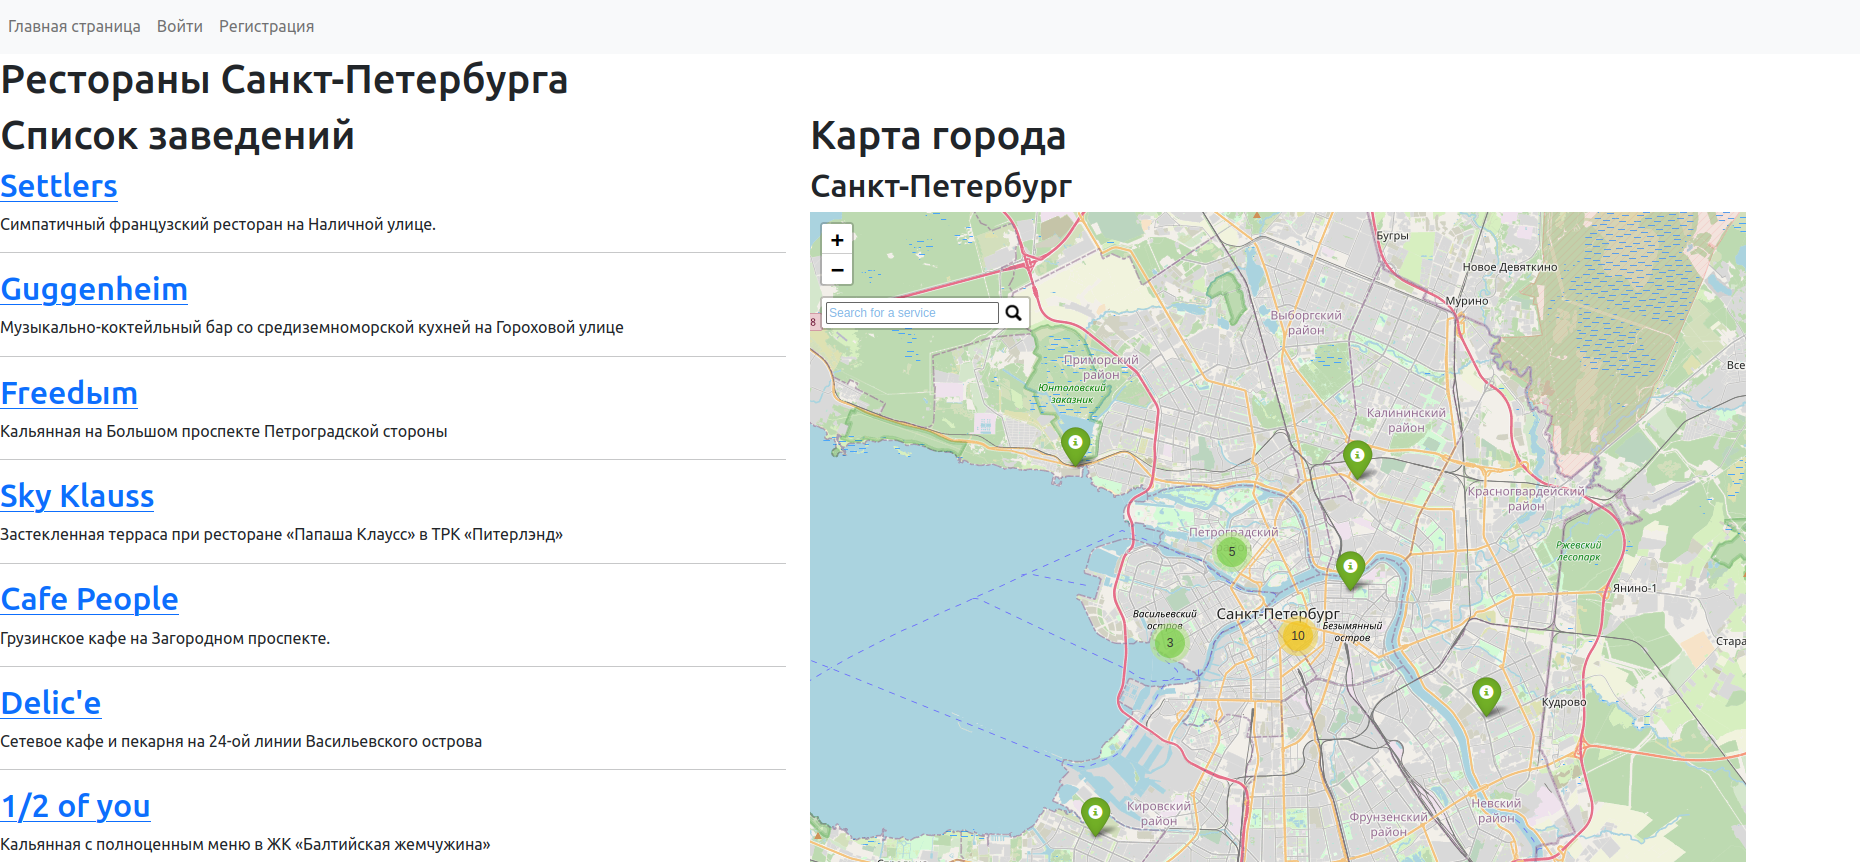 Главная страница Войти Регистрация
Рестораны Санкт-Петербурга
Список заведений
Settlers
Симпатичный французский ресторан на Наличной улице.
Guggenheim
Музыкально-коктейльный бар со средиземноморской кухней на Гороховой улице
Freedыm
Кальянная на Большом проспекте Петроградской стороны
Sky Klauss
Застекленная терраса при ресторане «Папаша Клаусс» в ТРК «Питерлэнд»
Cafe People
Грузинское кафе на Загородном проспекте.
Delic'e
Сетевое кафе и пекарня на 24-ой линии Васильевского острова
1/2 of you
Кальянная с полноценным меню в ЖК «Балтийская жемчужина»
Карта города
Санкт-Петербург
+
−
Search for a service
8
Бугры
Новое Девяткино
Мурино
Выборгский
район
Приморский
район
Юнтоловский
заказник
Все
Калининский
район
Красногвардейский
район
Петроградский
5
Ржевский
лесопарк
Янино-1
Васильевский
остров
Санкт-Петербург
Безымянный
остров
3
10
Стара
Кудрово
Кировский
район
Невский
район
Фрунзенский
район